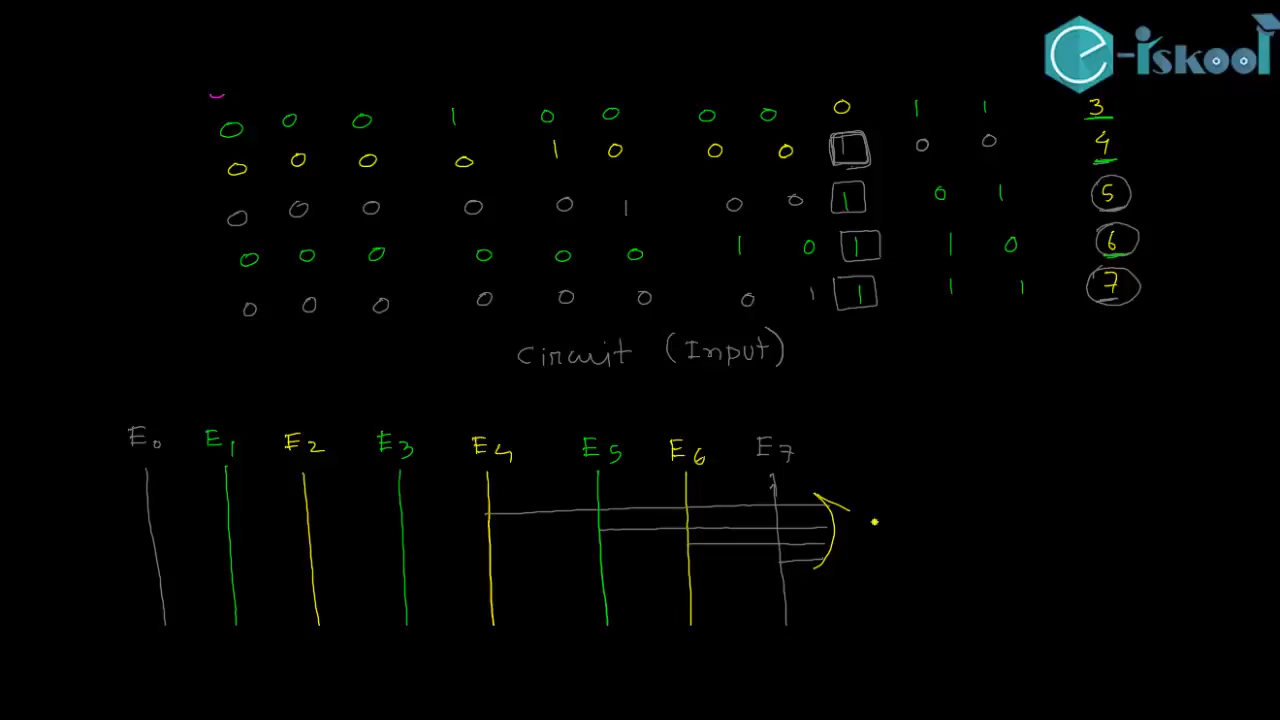 e-iskool
0 0 0 1 0 0 0 0 0 1 1 3
0 0 0 0 1 0 0 0 1 0 0 4
0 0 0 0 0 1 0 0 1 0 1 5
0 0 0 0 0 0 1 0 1 1 0 6
0 0 0 0 0 0 0 1 1 1 1 7
Circuit (Input)
E0 E1 E2 E3 E4 E5 E6 E7